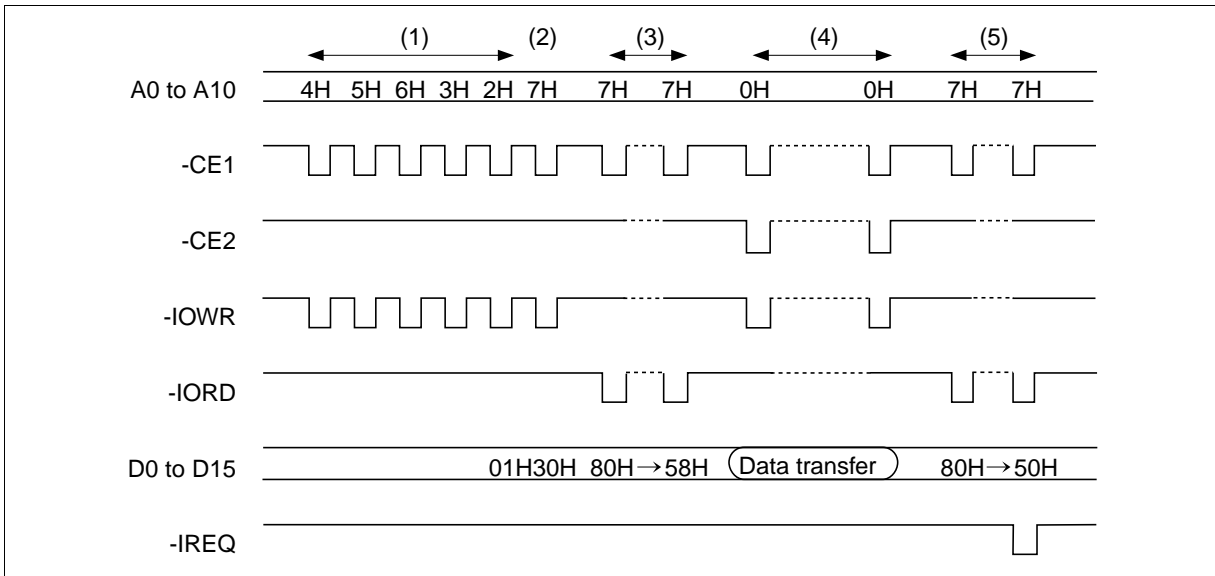 (1) (2) (3) (4) (5)
A0 to A10 4H 5H 6H 3H 2H 7H 7H 7H 0H 0H 7H 7H
-CE1
-CE2
-IOWR
-IORD
D0 to D15 01H30H 80H→58H Data transfer 80H→50H
-IREQ